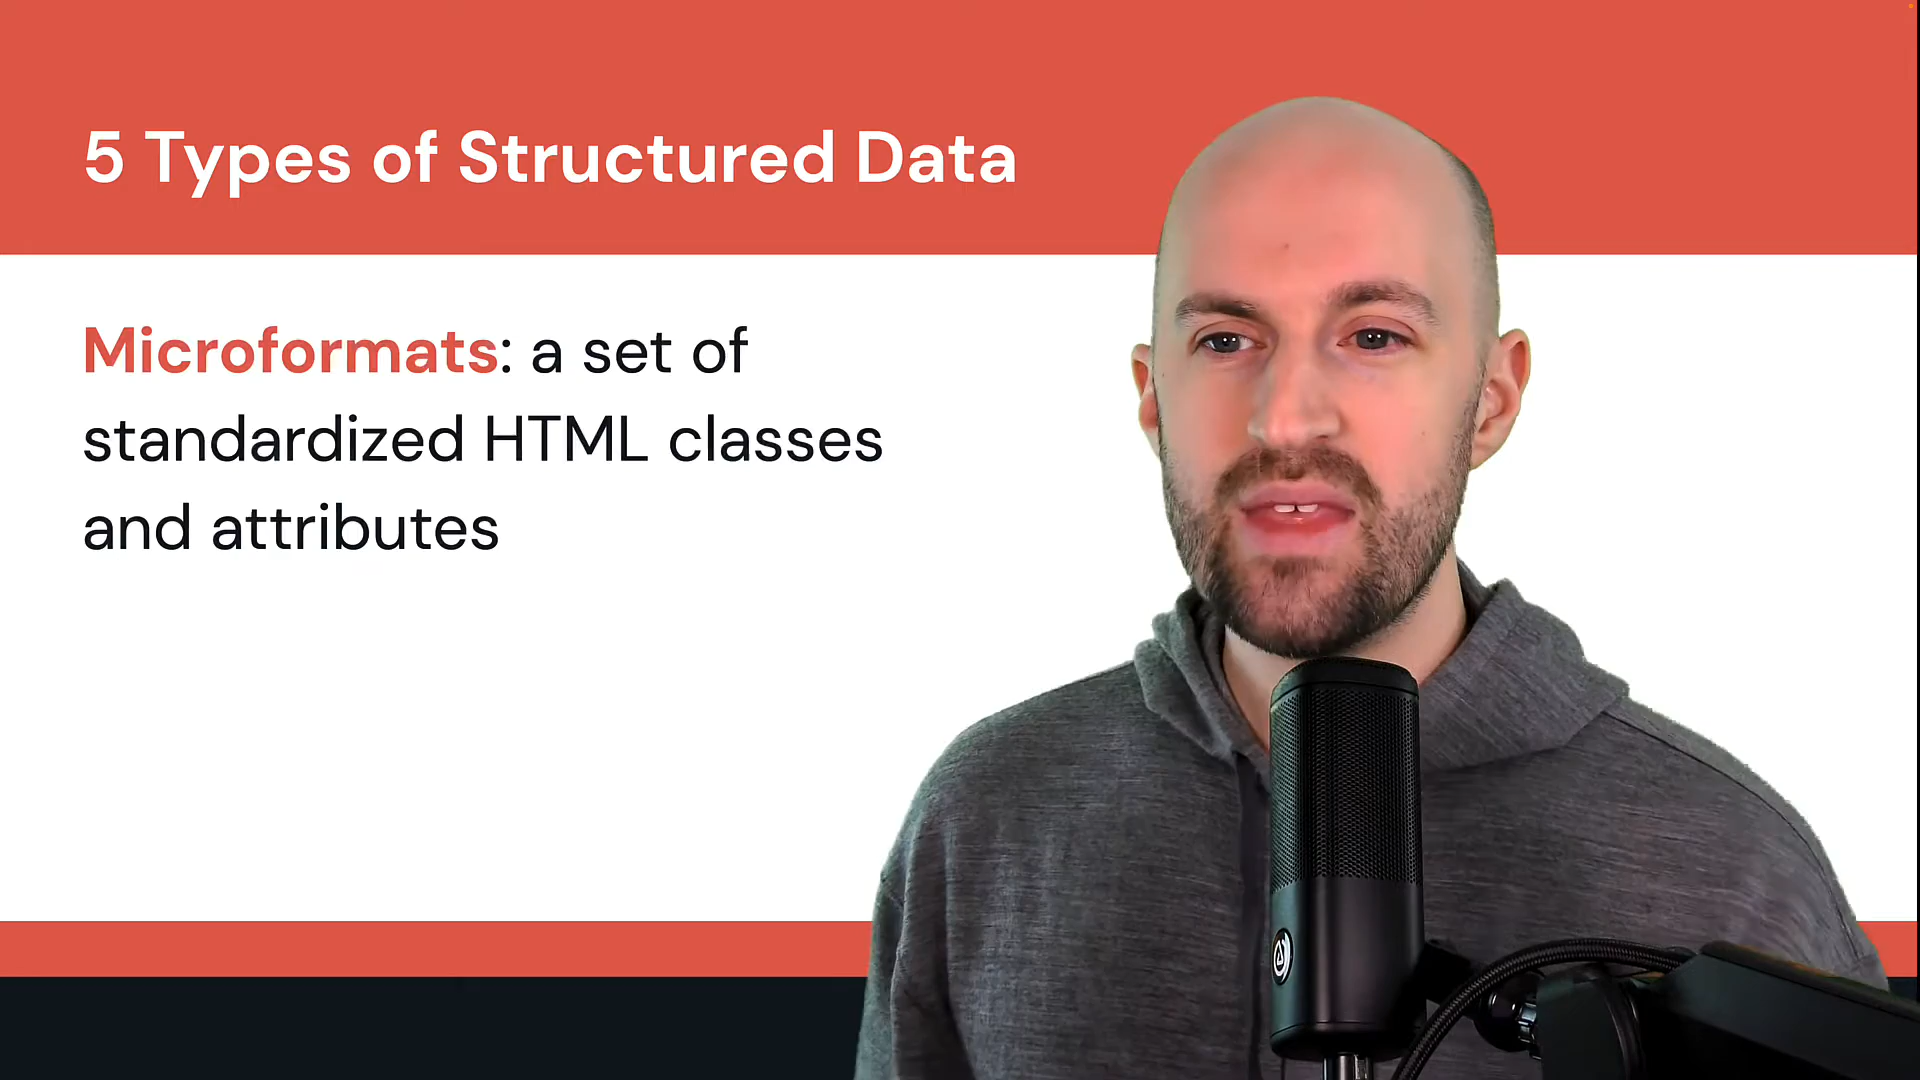 5 Types of Structured Data
Microformats: a set of
standardized HTML classes
and attributes